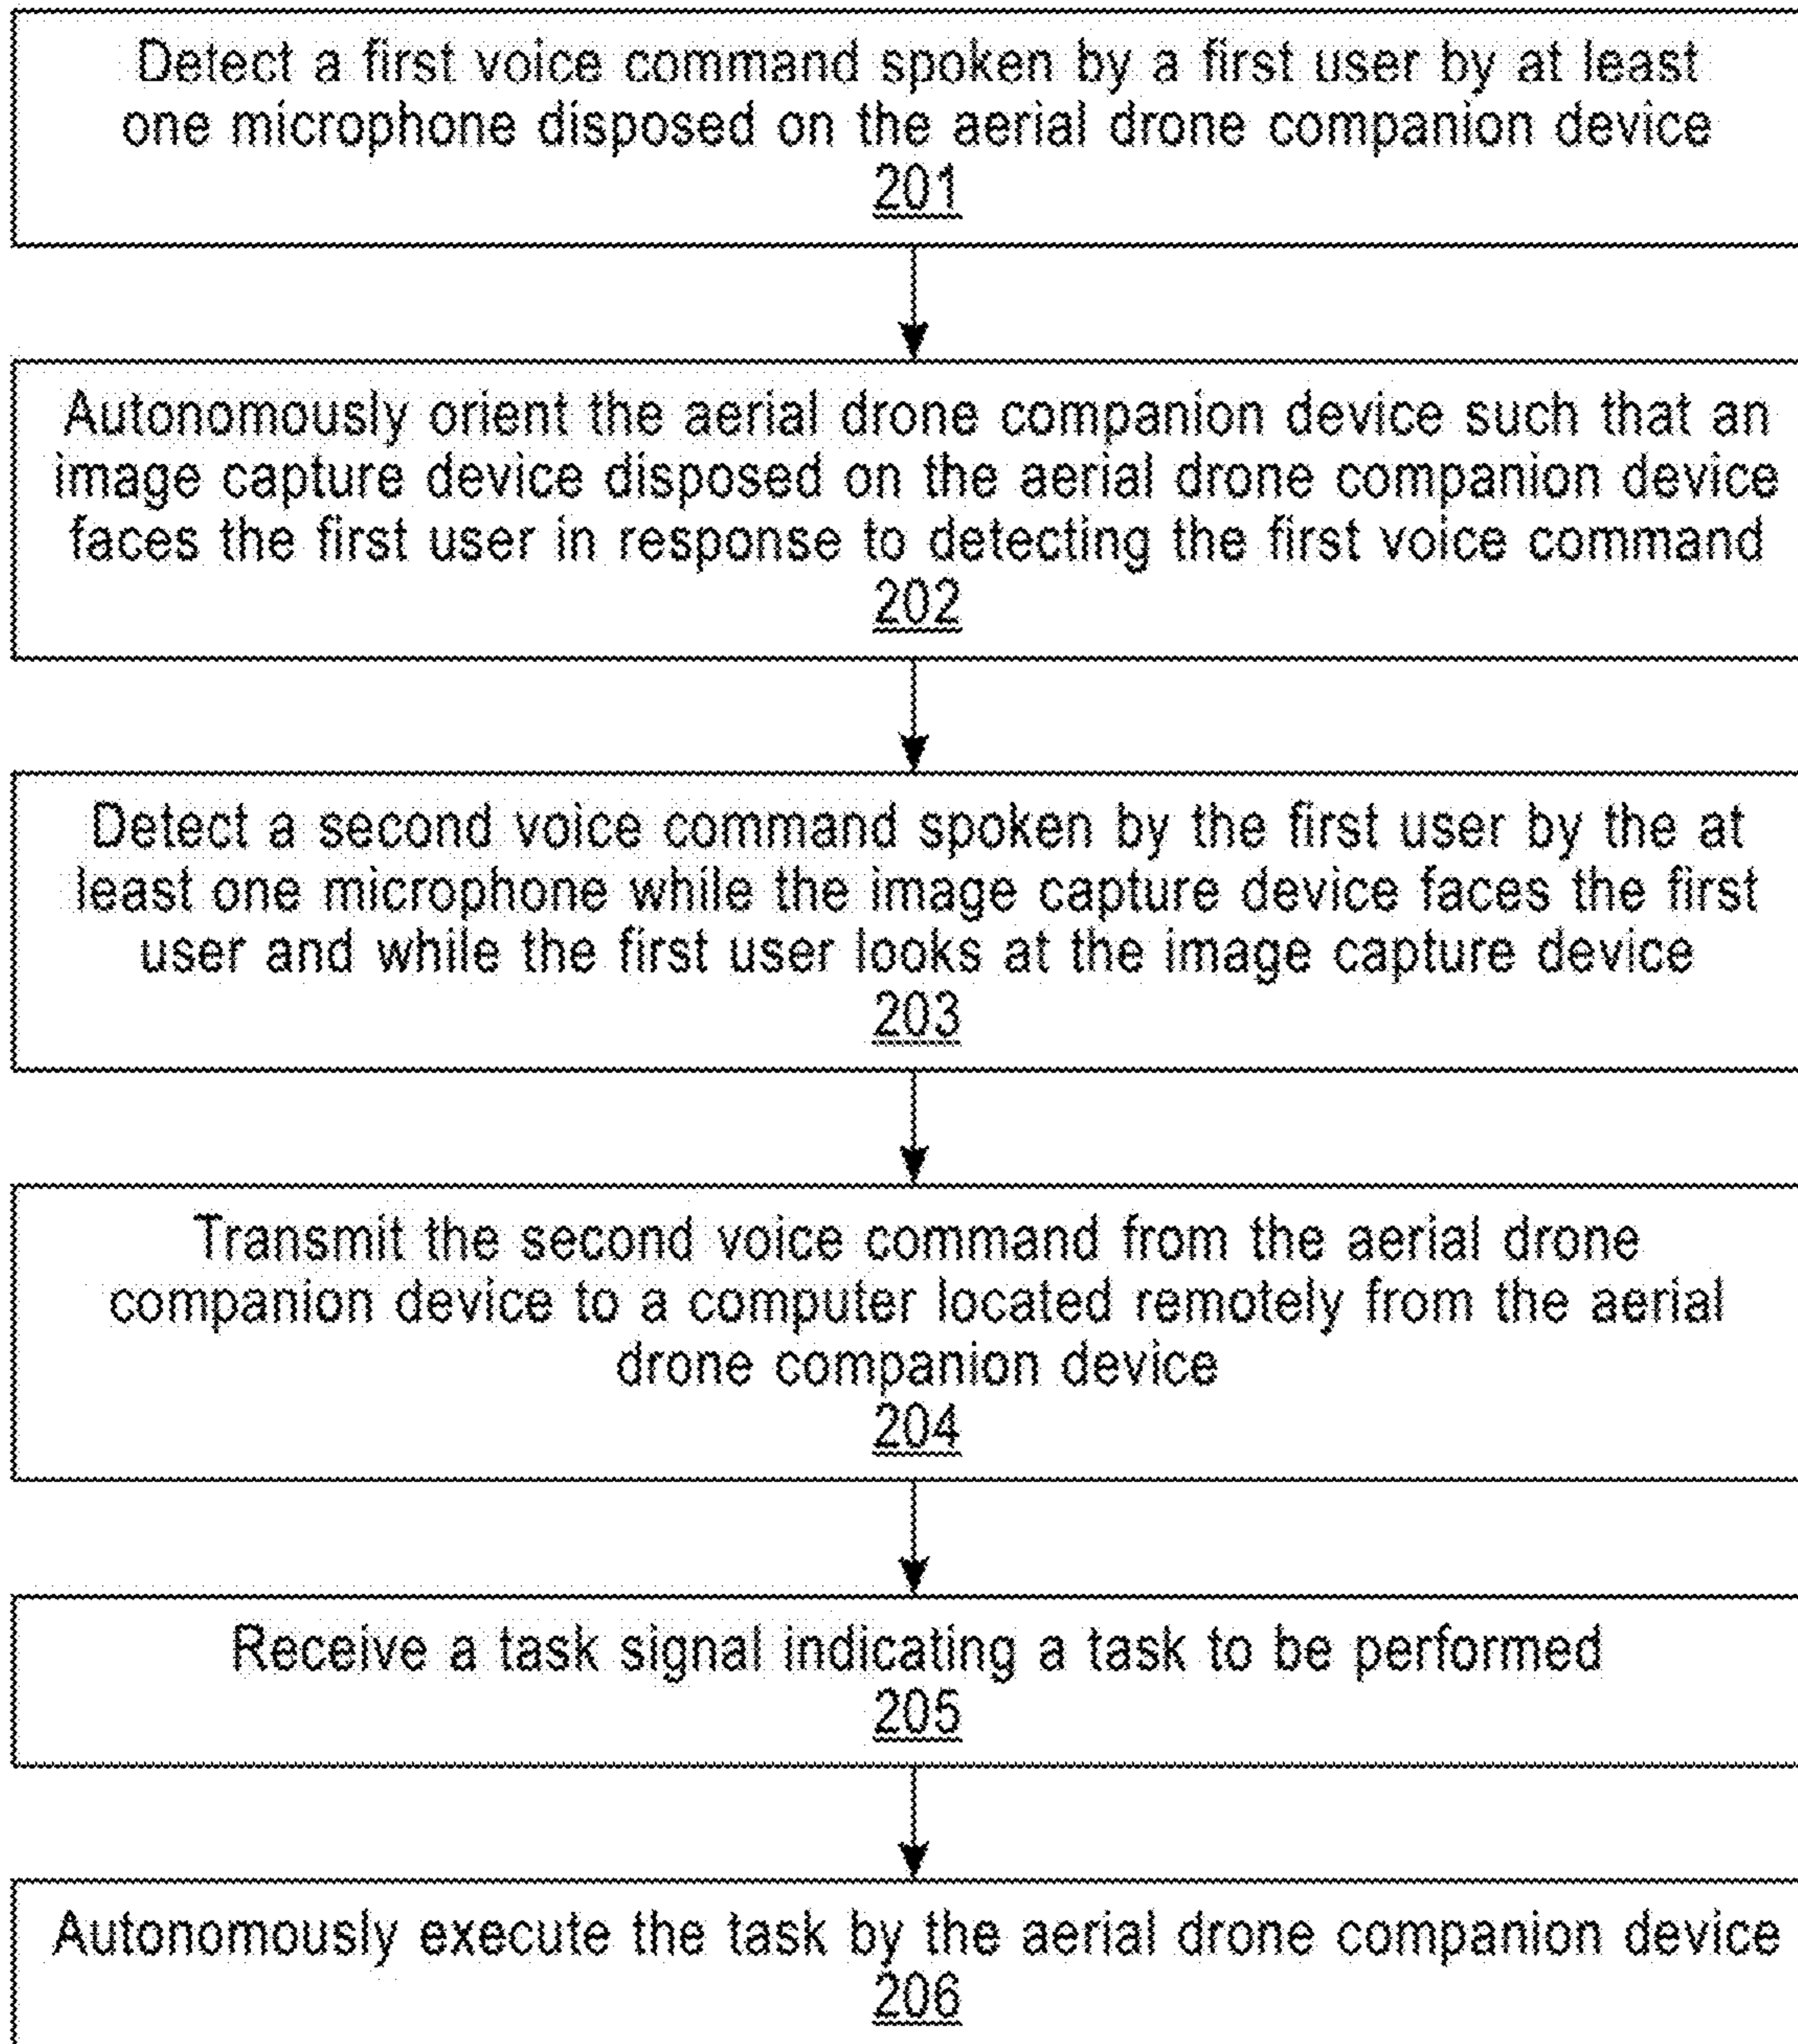 Detect a first voice command spoken by a first user by at least
one microphone disposed on the aerial drone companion device
201
Autonomously orient the aerial drone companion device such that an
image capture device disposed on the aerial drone companion device
faces the first user in response to detecting the first voice command
202
Detect a second voice command spoken by the first user by the at
least one microphone while the image capture device faces the first
user and while the first user looks at the image capture device
203
Transmit the second voice command from the aerial drone
companion device to a computer located remotely from the aerial
drone companion device
204
Receive a task signal indicating a task to be performed
205
Autonomously execute the task by the aerial drone companion device
206